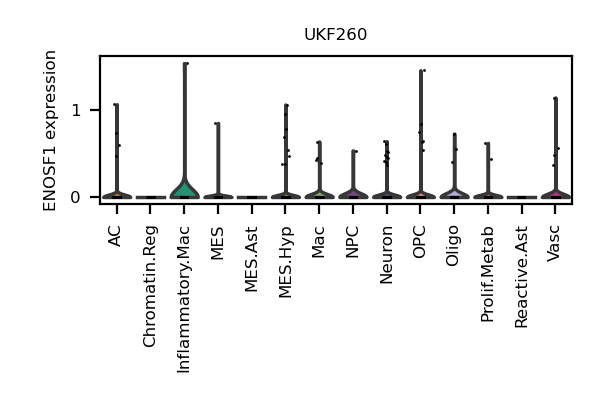 UKF260
ENOSF1 expression
1
0
AC
Chromatin.Reg
Inflammatory.Mac
MES
MES.Ast
MES.Hyp
Mac
NPC
Neuron
OPC
Oligo
Prolif.Metab
Reactive.Ast
Vasc